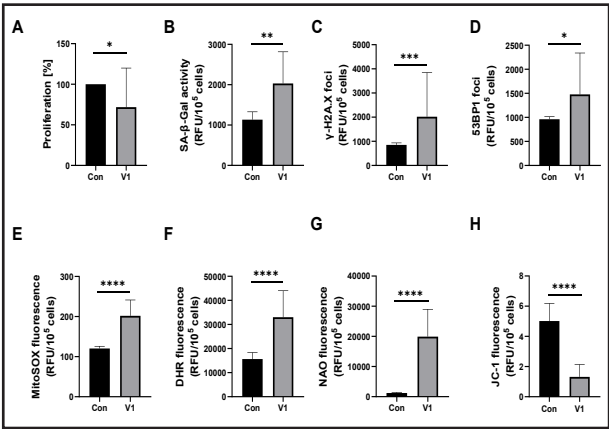 A
Proliferation [%]
150
100
50
0
*
Con V1
B
SA-β-Gal activity
(RFU/10⁵ cells)
3000
2000
1000
0
**
Con V1
C
γ-H2A.X foci
(RFU/10⁵ cells)
5000
4000
3000
2000
1000
0
***
Con V1
D
53BP1 foci
(RFU/10⁵ cells)
2500
2000
1500
1000
500
0
*
Con V1
E
MitoSOX fluorescence
(RFU/10⁵ cells)
300
200
100
0
****
Con V1
F
DHR fluorescence
(RFU/10⁵ cells)
50000
40000
30000
20000
10000
0
****
Con V1
G
NAO fluorescence
(RFU/10⁵ cells)
40000
30000
20000
10000
0
****
Con V1
H
JC-1 fluorescence
(RFU/10⁵ cells)
8
6
4
2
0
****
Con V1